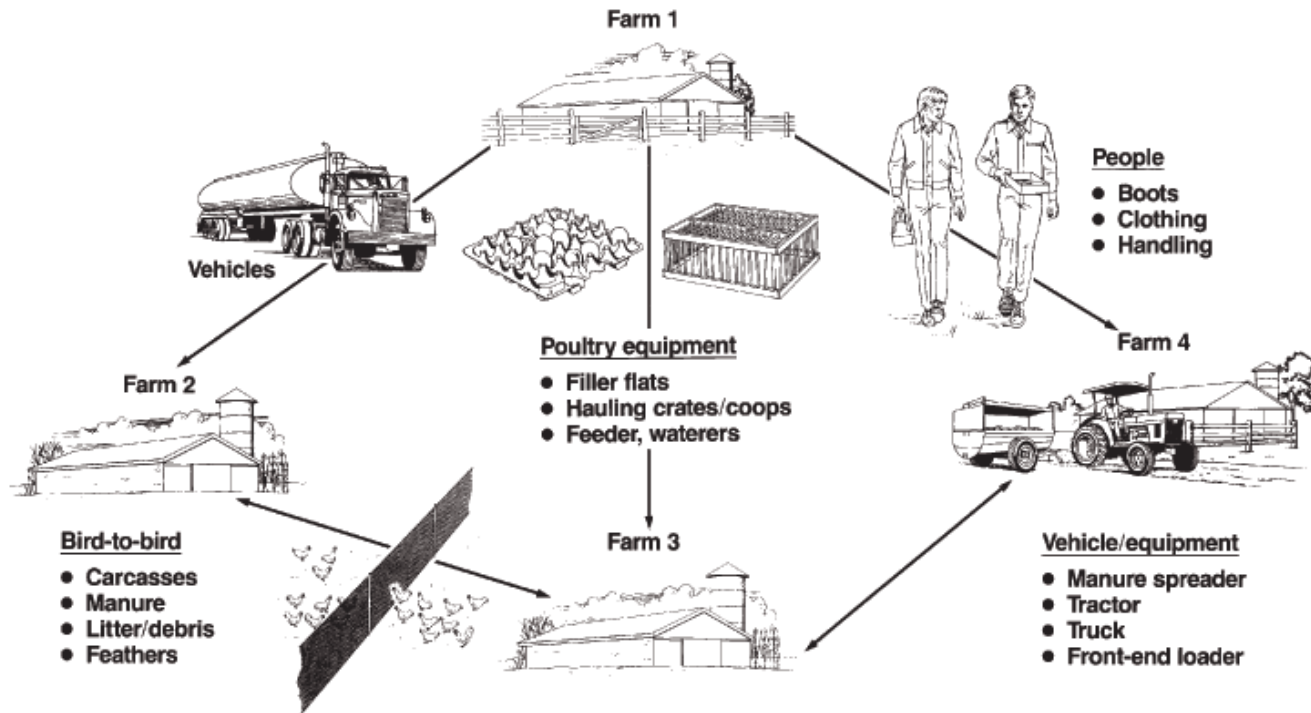 Farm 1
People
● Boots
● Clothing
● Handling
Vehicles
Poultry equipment
● Filler flats
● Hauling crates/coops
● Feeder, waterers
Farm 4
Farm 2
Farm 3
Bird-to-bird
● Carcasses
● Manure
● Litter/debris
● Feathers
Vehicle/equipment
● Manure spreader
● Tractor
● Truck
● Front-end loader